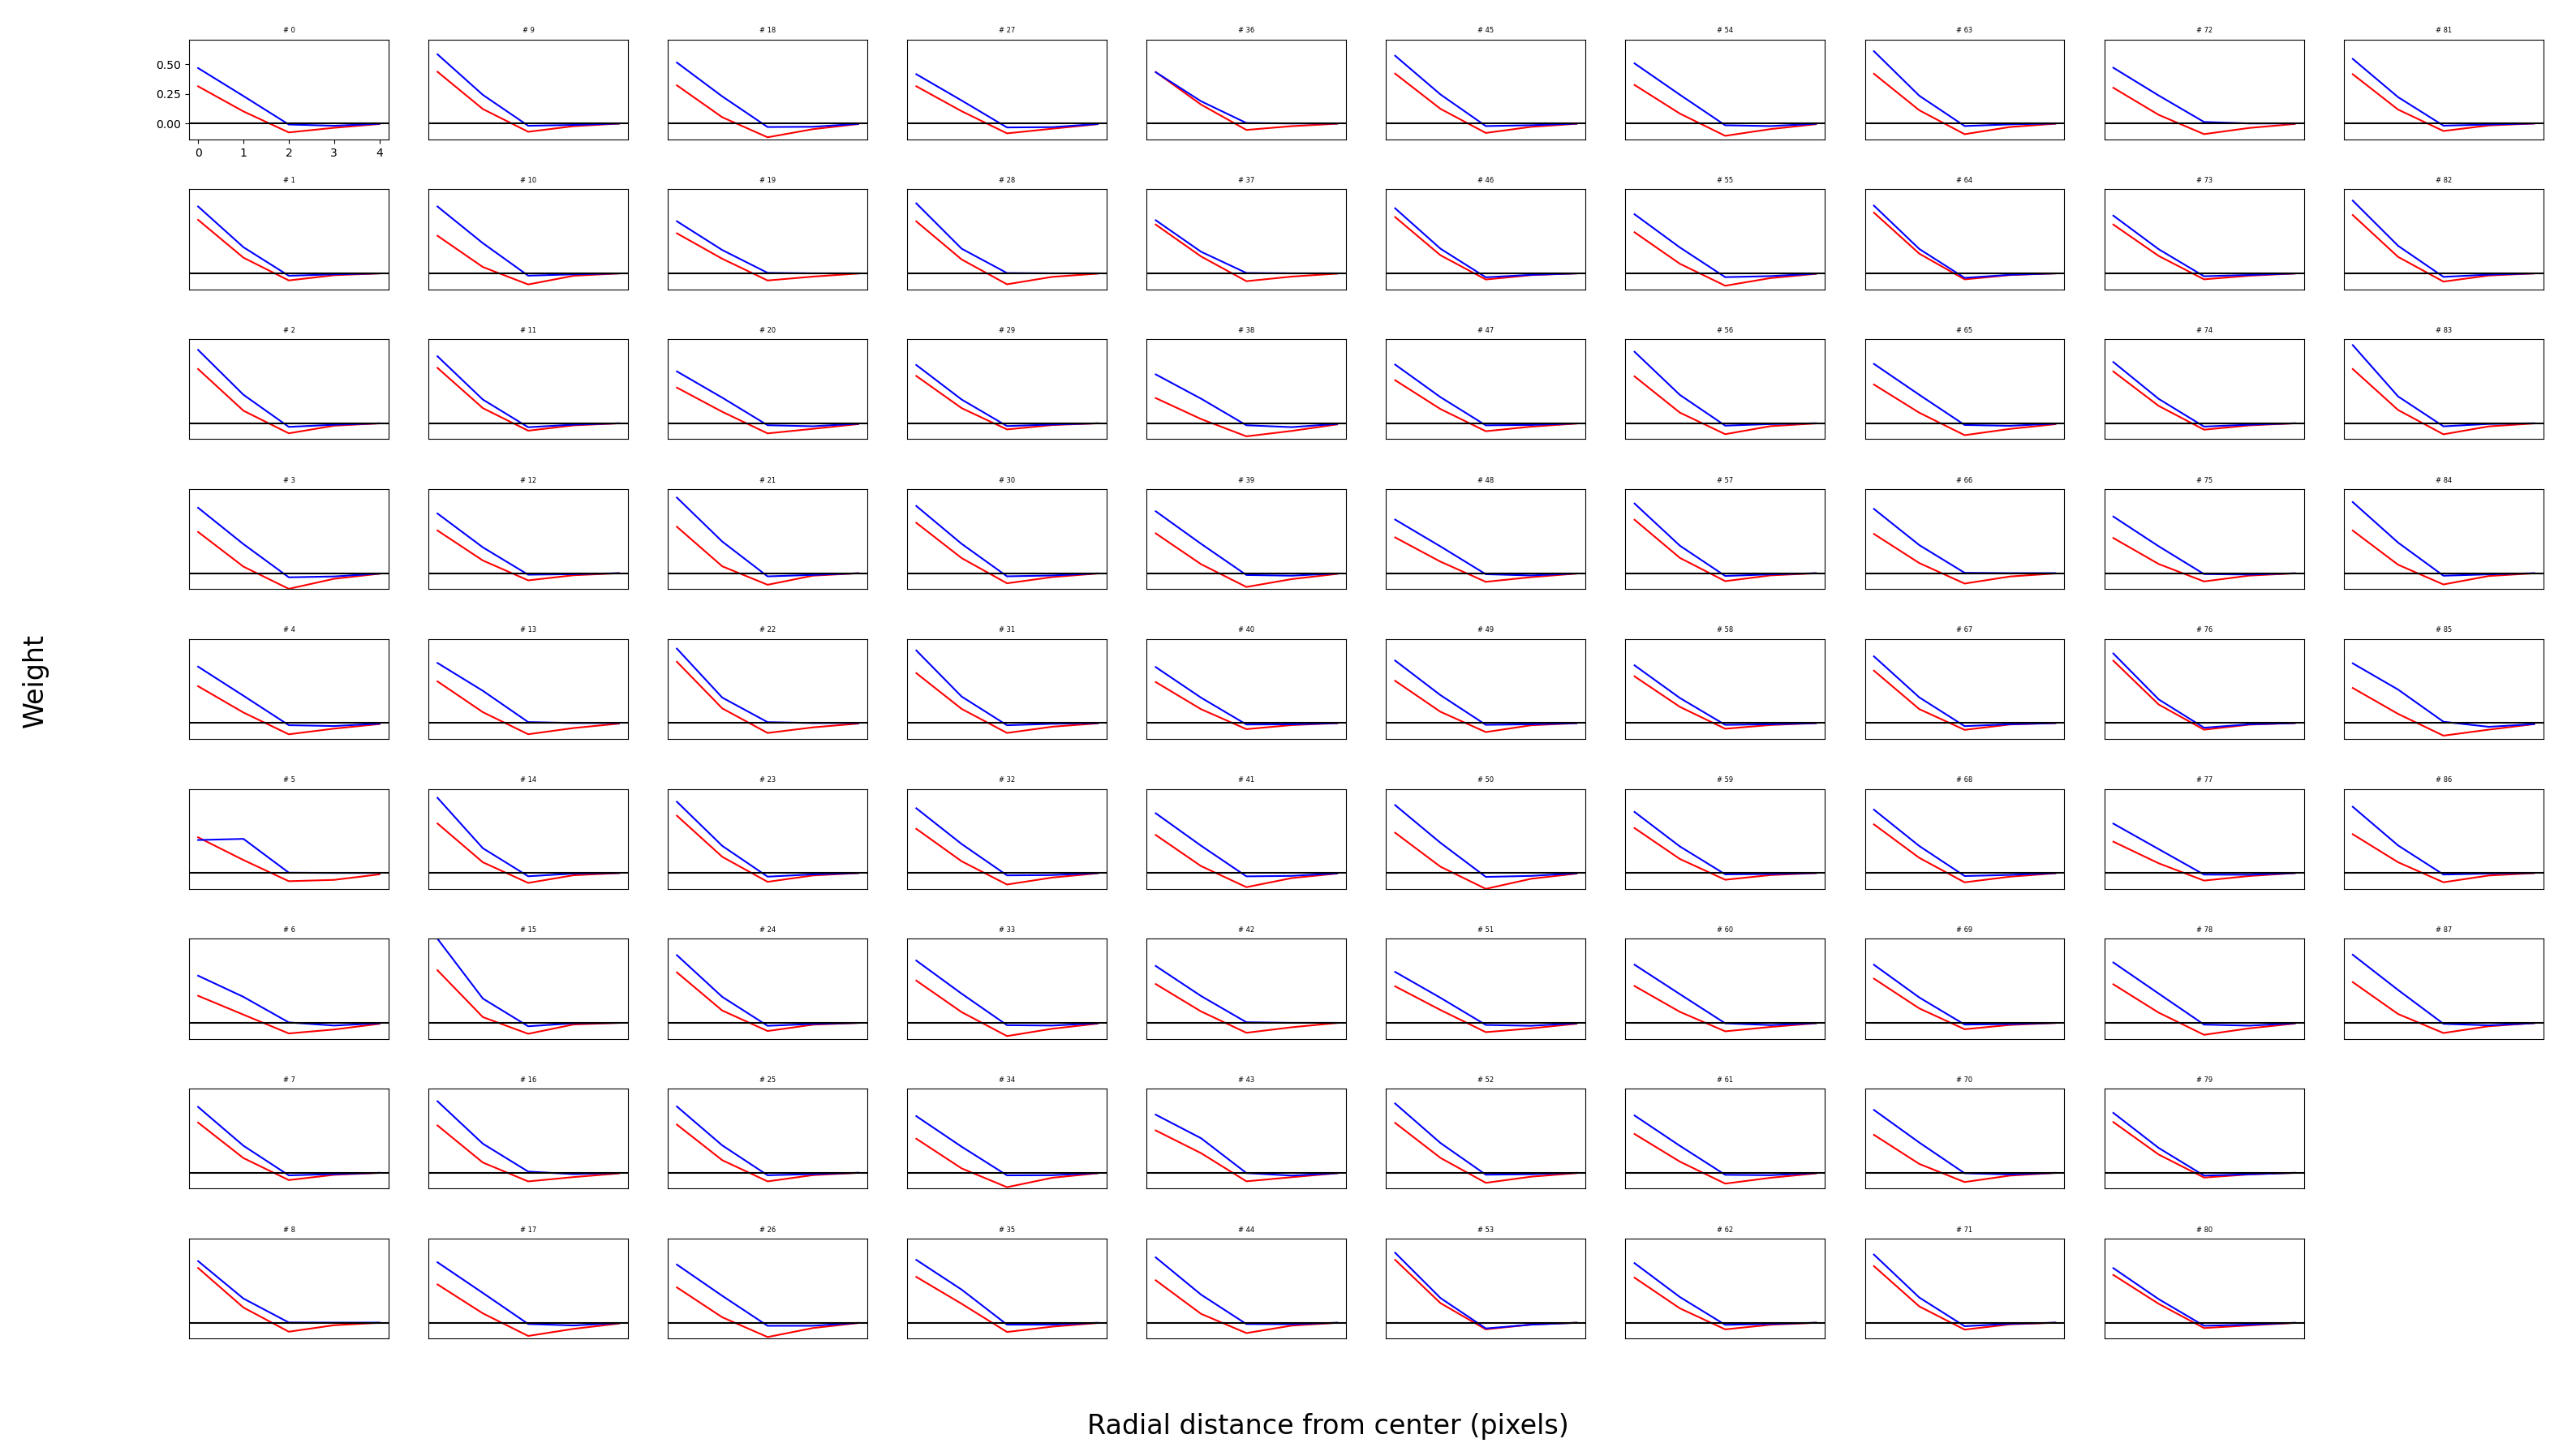 # 0 # 9 # 18 # 27 # 36 # 45 # 54 # 63 # 72 # 81
0.50
0.25
0.00
0 1 2 3 4
# 1 # 10 # 19 # 28 # 37 # 46 # 55 # 64 # 73 # 82
# 2 # 11 # 20 # 29 # 38 # 47 # 56 # 65 # 74 # 83
# 3 # 12 # 21 # 30 # 39 # 48 # 57 # 66 # 75 # 84
# 4 # 13 # 22 # 31 # 40 # 49 # 58 # 67 # 76 # 85
Weight
# 5 # 14 # 23 # 32 # 41 # 50 # 59 # 68 # 77 # 86
# 6 # 15 # 24 # 33 # 42 # 51 # 60 # 69 # 78 # 87
# 7 # 16 # 25 # 34 # 43 # 52 # 61 # 70 # 79
# 8 # 17 # 26 # 35 # 44 # 53 # 62 # 71 # 80
Radial distance from center (pixels)